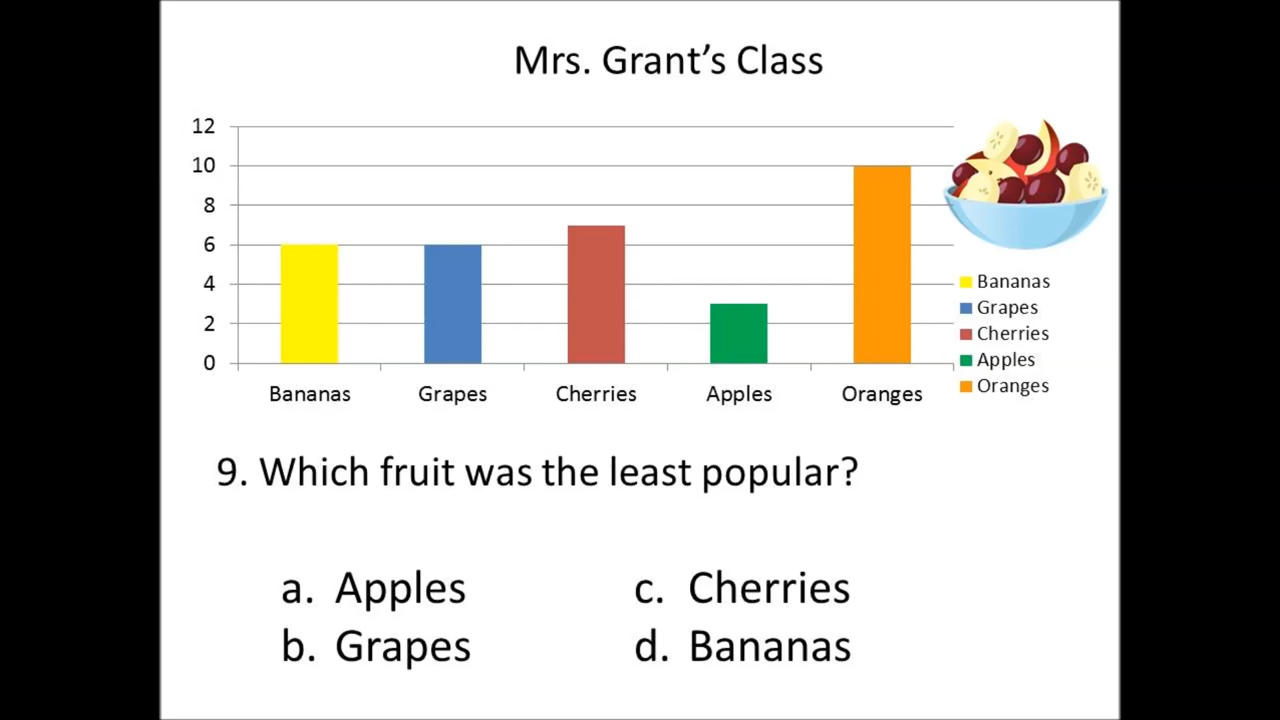 Mrs. Grant’s Class
12
10
8
6
4
2
0
Bananas Grapes Cherries Apples Oranges
Bananas
Grapes
Cherries
Apples
Oranges
9. Which fruit was the least popular?
a. Apples
b. Grapes
c. Cherries
d. Bananas